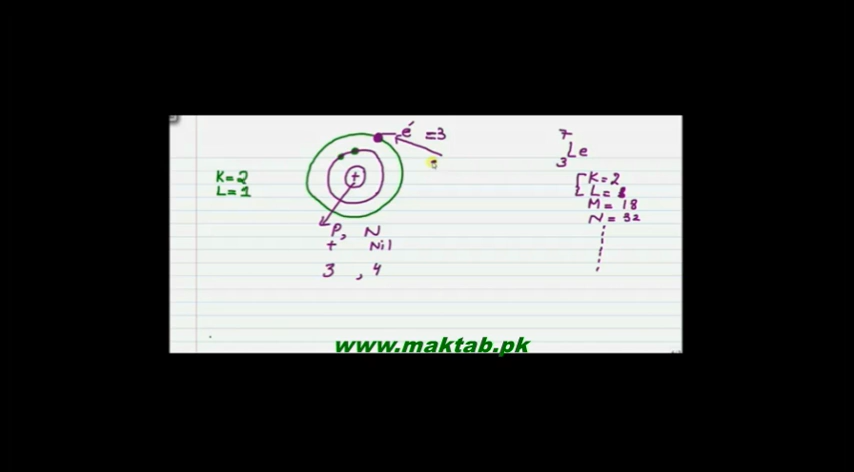 e' =3
7
Le
3
K=2
L=1
+
K=2
L=8
M=18
N=32
P, N
+ Nil
3 , 4
www.maktab.pk